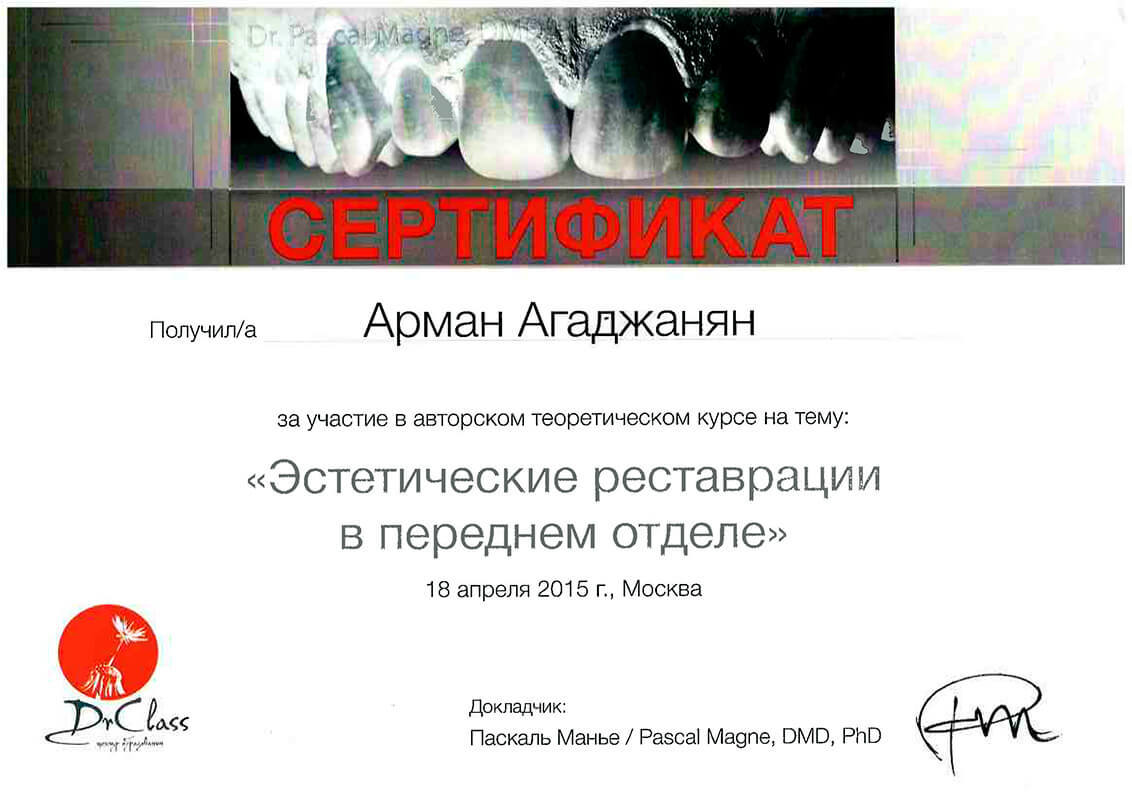 Dr. Pascal Magne, DMD
СЕРТИФИКАТ
Получил/а Арман Агаджанян
за участие в авторском теоретическом курсе на тему:
«Эстетические реставрации
в переднем отделе»
18 апреля 2015 г., Москва
DrClass
центр образования
Докладчик:
Паскаль Манье / Pascal Magne, DMD, PhD